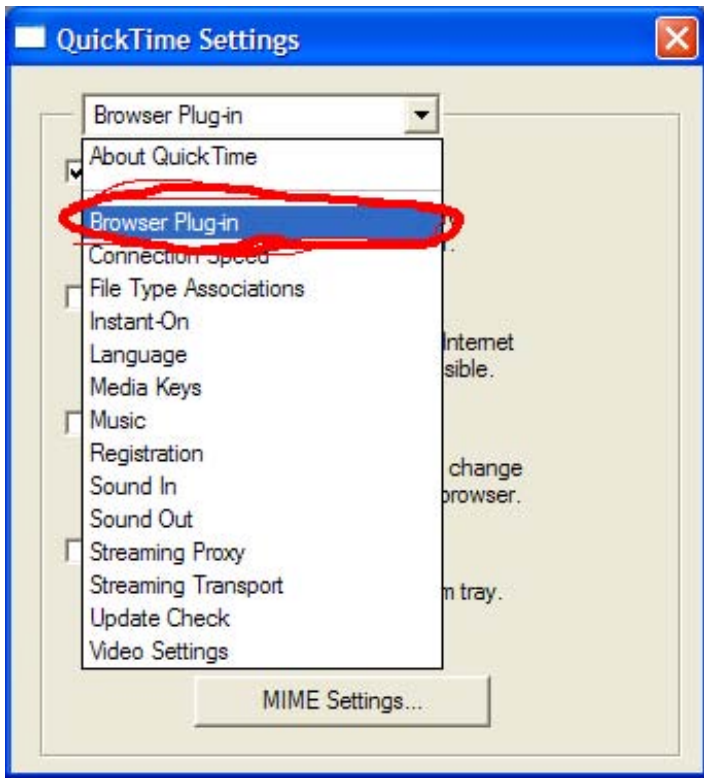 QuickTime Settings
Browser Plug-in
About QuickTime
Browser Plug-in
Connection Speed
File Type Associations
Instant-On
Internet
Language
sible.
Media Keys
Music
Registration
change
Sound In
browser.
Sound Out
Streaming Proxy
Streaming Transport
m tray.
Update Check
Video Settings
MIME Settings...